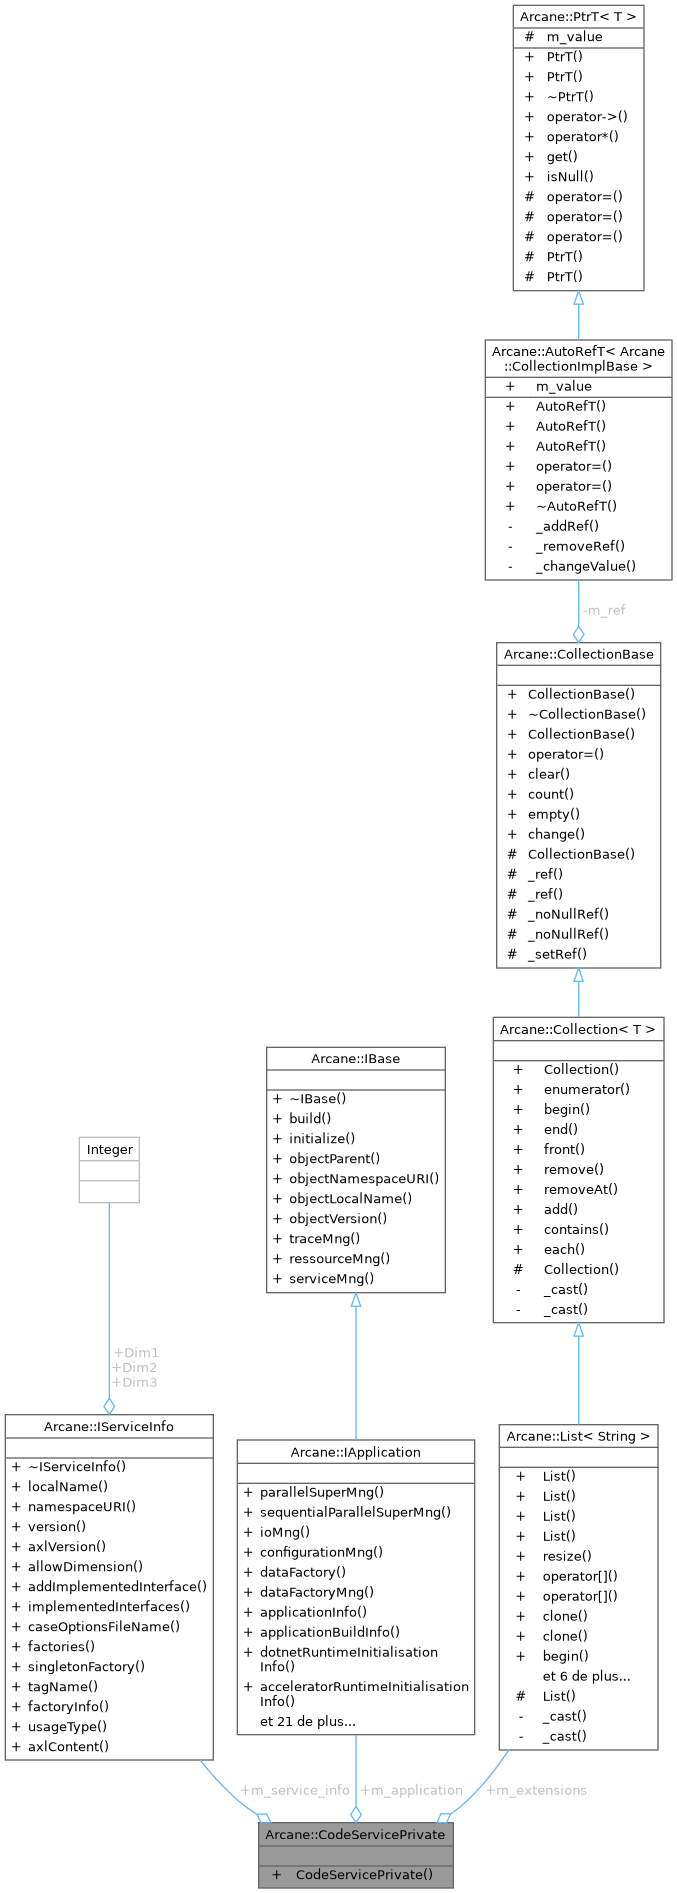 Arcane::PtrT< T >
# m_value
+ PtrT()
+ PtrT()
+ ~PtrT()
+ operator->()
+ operator*()
+ get()
+ isNull()
# operator=()
# operator=()
# operator=()
# PtrT()
# PtrT()
Arcane::AutoRefT< Arcane
::CollectionImplBase >
+ m_value
+ AutoRefT()
+ AutoRefT()
+ AutoRefT()
+ operator=()
+ operator=()
+ ~AutoRefT()
- _addRef()
- _removeRef()
- _changeValue()
-m_ref
Arcane::CollectionBase
+ CollectionBase()
+ ~CollectionBase()
+ CollectionBase()
+ operator=()
+ clear()
+ count()
+ empty()
+ change()
# CollectionBase()
# _ref()
# _ref()
# _noNullRef()
# _noNullRef()
# _setRef()
Arcane::Collection< T >
+ Collection()
+ enumerator()
+ begin()
+ end()
+ front()
+ remove()
+ removeAt()
+ add()
+ contains()
+ each()
# Collection()
- _cast()
- _cast()
Arcane::IBase
+ ~IBase()
+ build()
+ initialize()
+ objectParent()
+ objectNamespaceURI()
+ objectLocalName()
+ objectVersion()
+ traceMng()
+ ressourceMng()
+ serviceMng()
Integer
+Dim1
+Dim2
+Dim3
Arcane::IServiceInfo
+ ~IServiceInfo()
+ localName()
+ namespaceURI()
+ version()
+ axlVersion()
+ allowDimension()
+ addImplementedInterface()
+ implementedInterfaces()
+ caseOptionsFileName()
+ factories()
+ singletonFactory()
+ tagName()
+ factoryInfo()
+ usageType()
+ axlContent()
Arcane::IApplication
+ parallelSuperMng()
+ sequentialParallelSuperMng()
+ ioMng()
+ configurationMng()
+ dataFactory()
+ dataFactoryMng()
+ applicationInfo()
+ applicationBuildInfo()
+ dotnetRuntimeInitialisation
Info()
+ acceleratorRuntimeInitialisation
Info()
et 21 de plus...
Arcane::List< String >
+ List()
+ List()
+ List()
+ List()
+ resize()
+ operator[]()
+ operator[]()
+ clone()
+ clone()
+ begin()
et 6 de plus...
# List()
- _cast()
- _cast()
+m_service_info
+m_application
+m_extensions
Arcane::CodeServicePrivate
+ CodeServicePrivate()